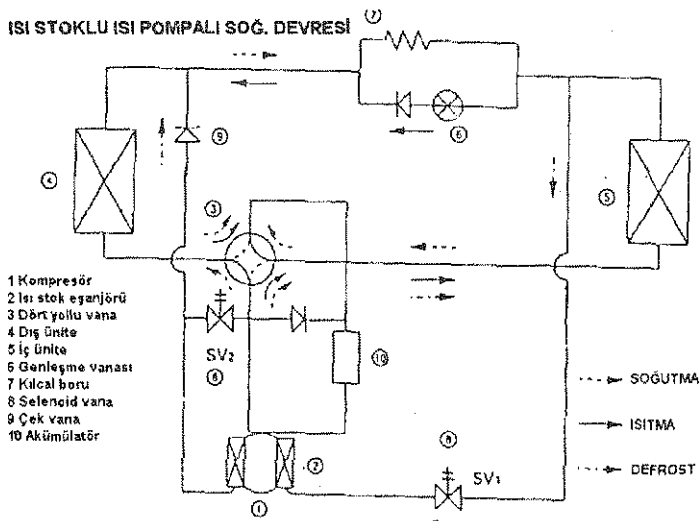 ISI STOKLU ISI POMPALI SOĞ. DEVRESİ
7
6
9
4
3
5
1 Kompresör
2 Isı stok eşanjörü
3 Dört yollu vana
4 Dış ünite
5 İç ünite
6 Genleşme vanası
7 Kılcal boru
8 Selenoid vana
9 Çek vana
10 Akümülatör
SV2
8
10
SOĞUTMA
ISITMA
DEFROST
2
8
SV1
1